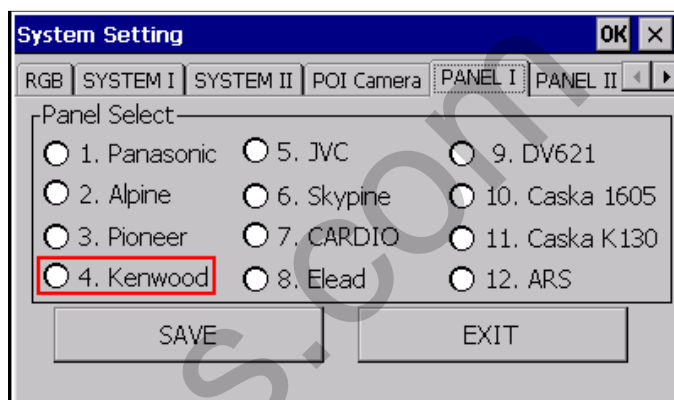 System Setting OK ×
RGB SYSTEM I SYSTEM II POI Camera PANEL I PANEL II
Panel Select
1. Panasonic 5. JVC 9. DV621
2. Alpine 6. Skypine 10. Caska 1605
3. Pioneer 7. CARDIO 11. Caska K130
4. Kenwood 8. Elead 12. ARS
SAVE EXIT
s.com